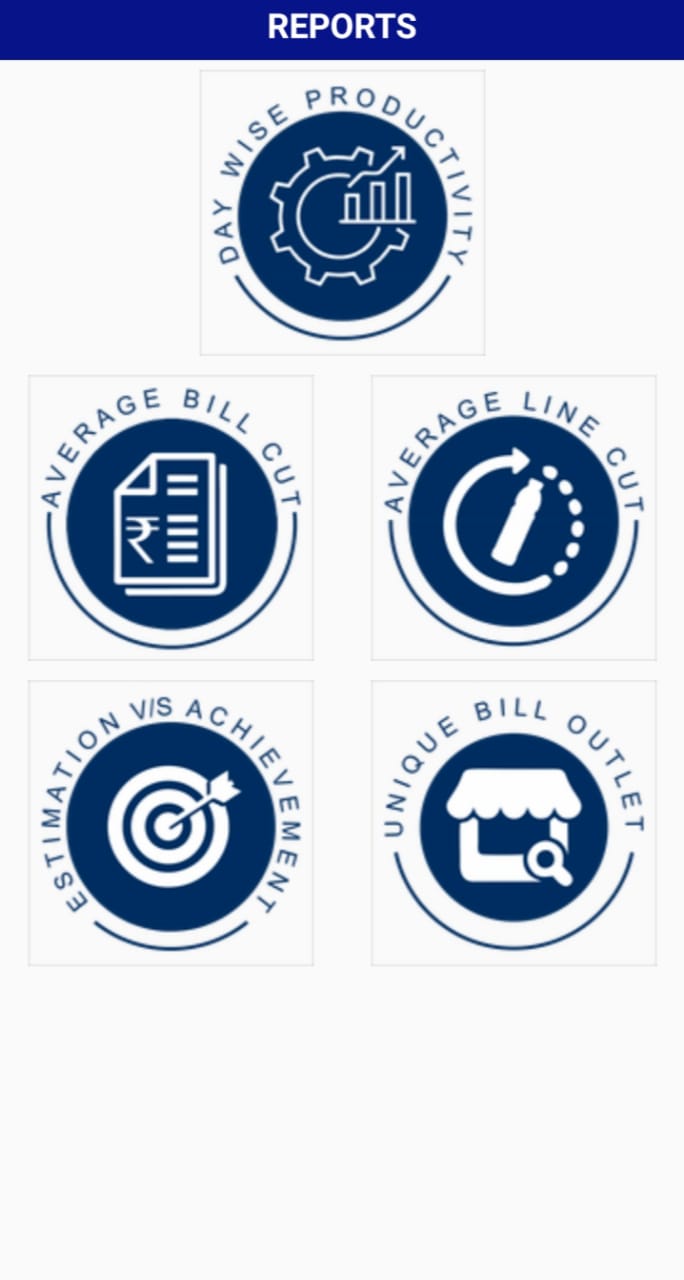 REPORTS
DAY WISE PRODUCTIVITY
AVERAGE BILL CUT
₹
AVERAGE LINE CUT
ESTIMATION V/S ACHIEVEMENT
UNIQUE BILL OUTLET